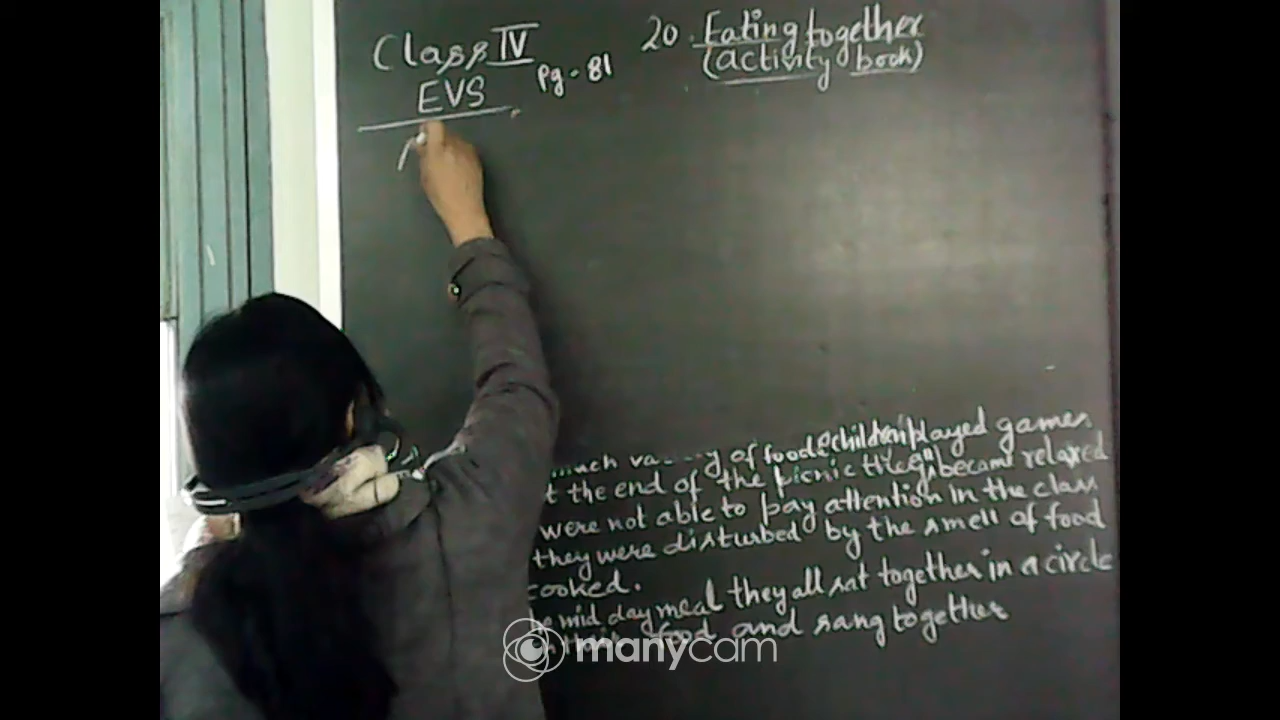 Class IV
EVS
Pg - 81
20. Eating together
(activity book)
much of food. children played games
the end of the picnic they all became relaxed
were not able to pay attention in the class
they were disturbed by the smell of food
cooked.
mid day meal they all sat together in a circle
food and sang together
manycam